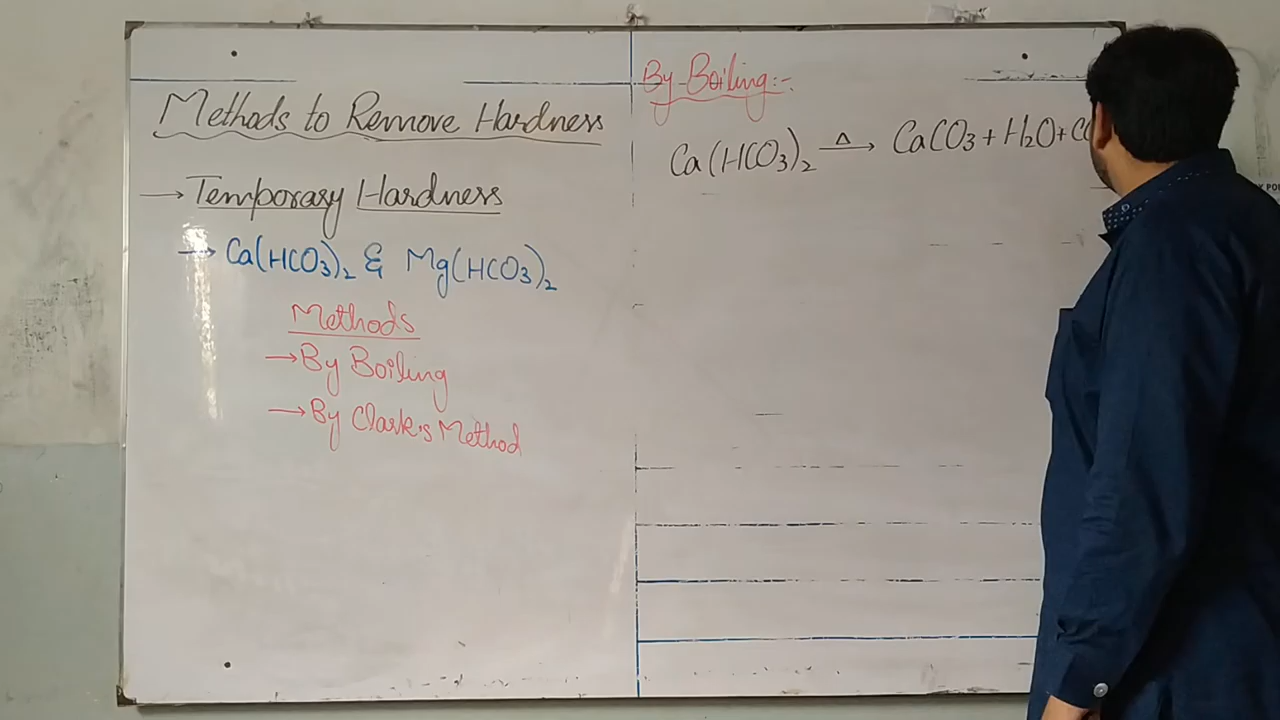 Methods to Remove Hardness
→ Temporary Hardness
→ Ca(HCO3)2 & Mg(HCO3)2
Methods
→ By Boiling
→ By Clark's Method
By Boiling:-
Ca(HCO3)2 —Δ→ CaCO3 + H2O + C